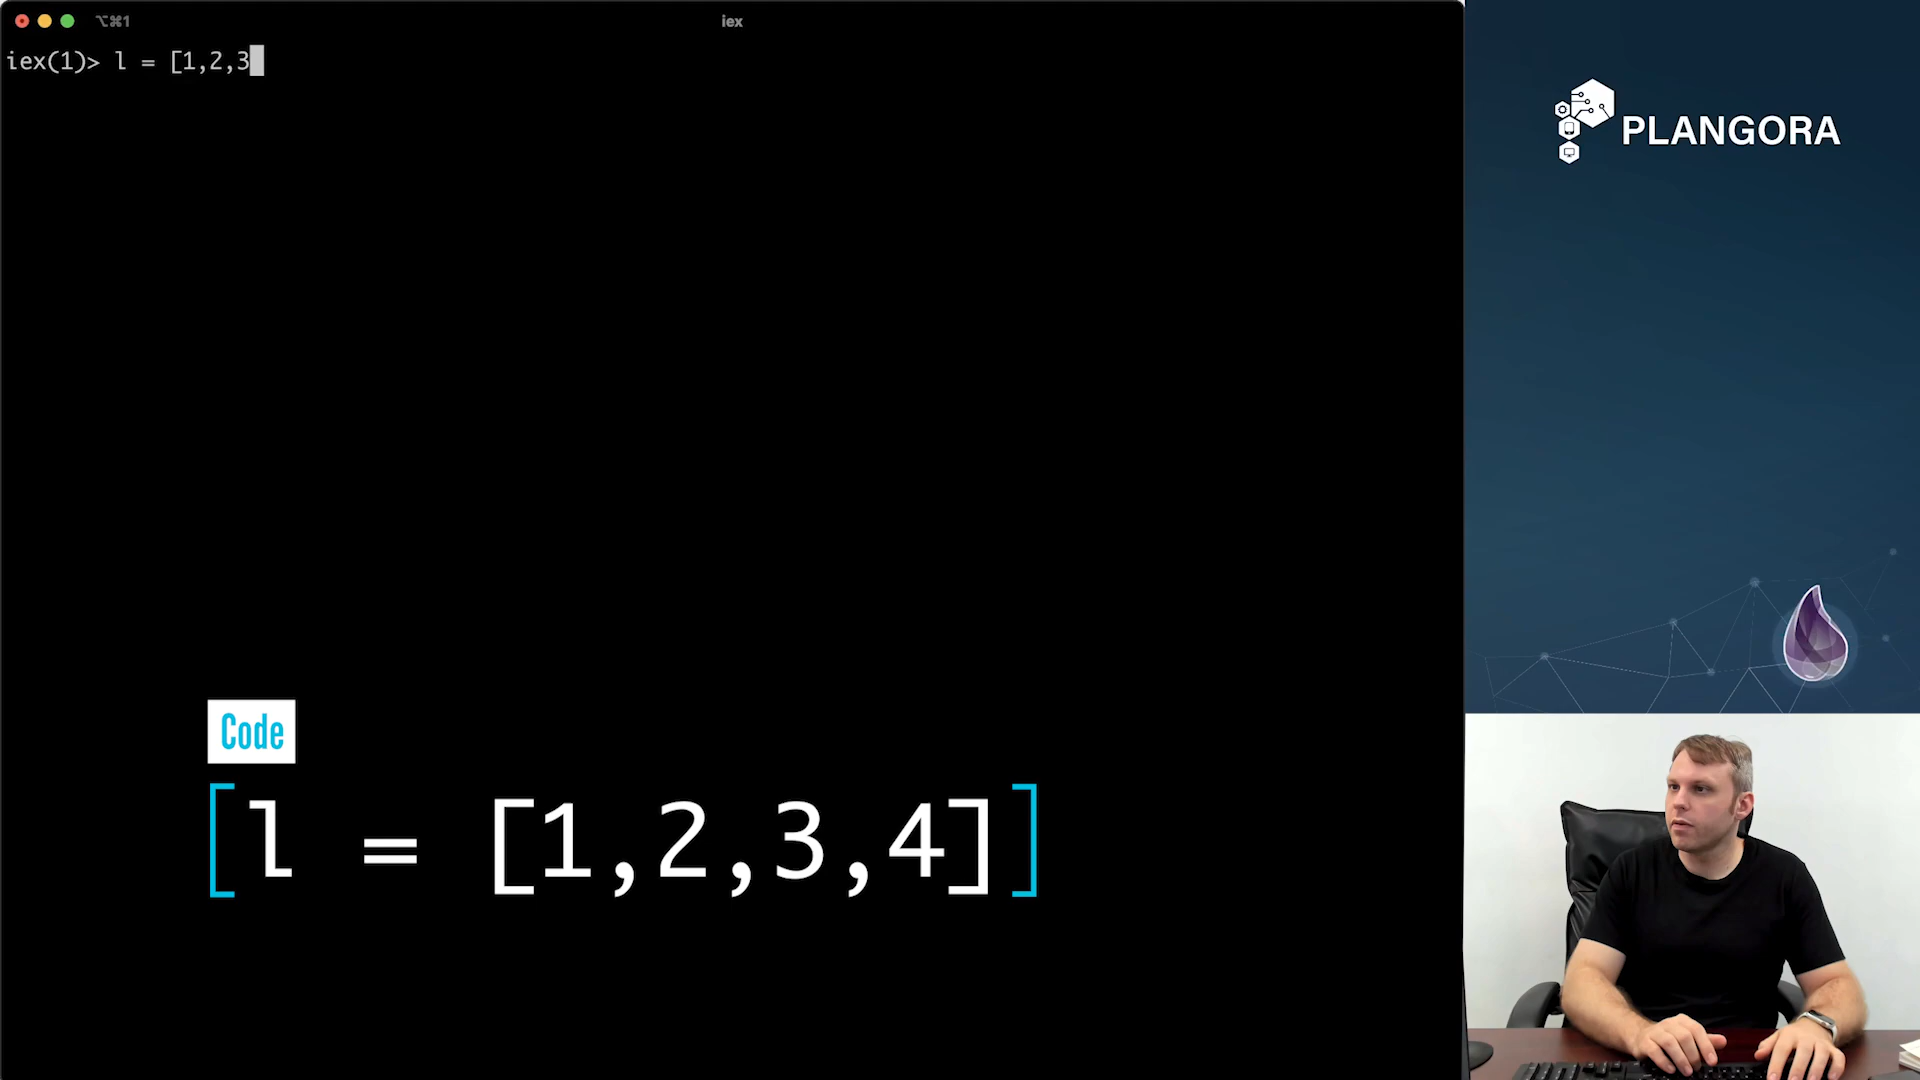 ⌥⌘1
iex
iex(1)> l = [1,2,3
PLANGORA
Code
[l = [1,2,3,4]]